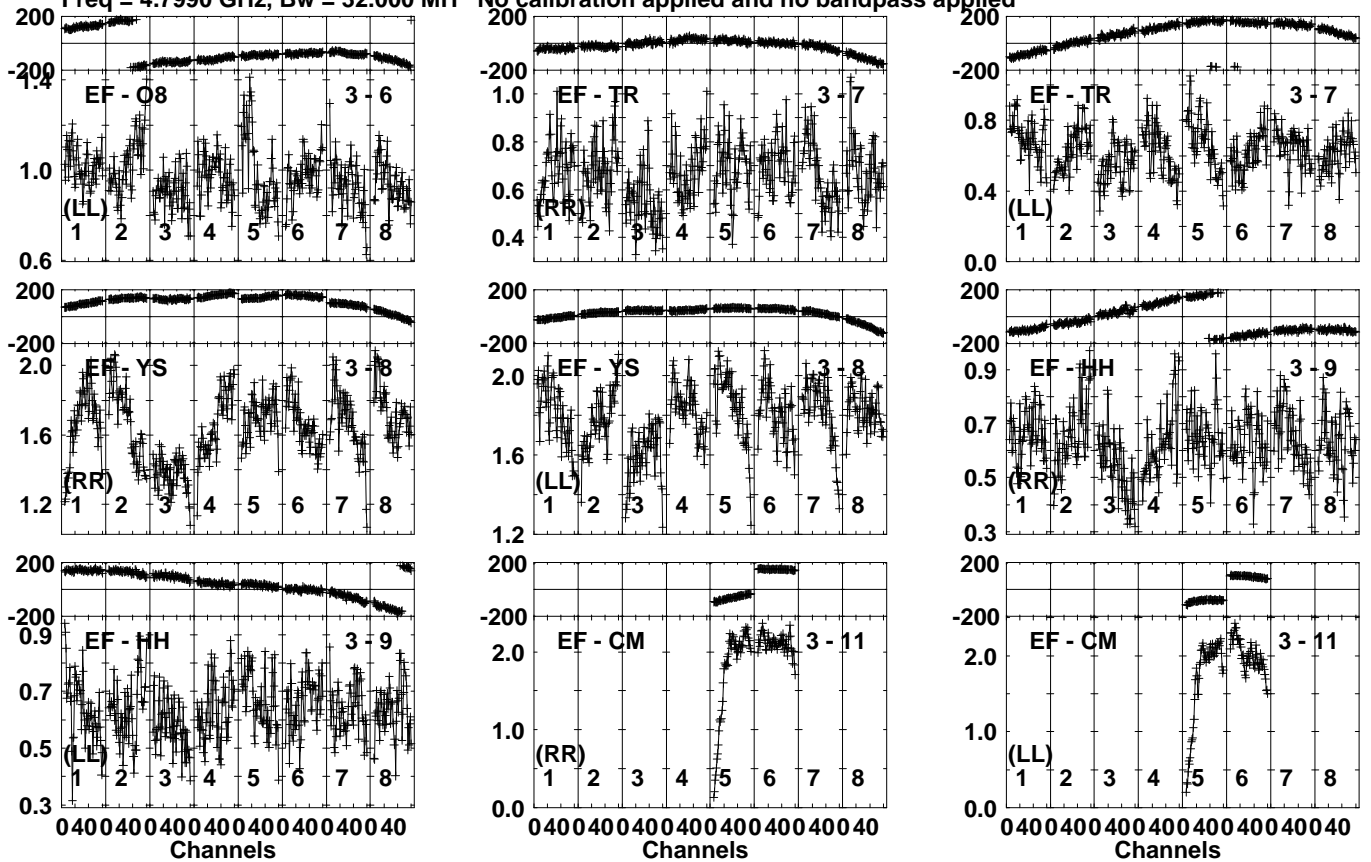 Freq = 4.7990 GHz, Bw = 32.000 MH No calibration applied and no bandpass applied
200 200 200
-200 -200 -200
1.4 1.0 0.8
EF - O8 3 - 6 EF - TR 3 - 7 EF - TR 3 - 7
1.0 0.8 0.4
0.6
(LL) (RR) (LL)
1 2 3 4 5 6 7 8 0.4 1 2 3 4 5 6 7 8 1 2 3 4 5 6 7 8
0.6 0.0
200 200 200
-200 -200 -200
2.0 2.0 0.9
EF - YS 3 - 8 EF - YS 3 - 8 EF - HH 3 - 9
1.6 1.6 0.7
0.5
(RR) (LL) (RR)
1.2 1 2 3 4 5 6 7 8 1 2 3 4 5 6 7 8 1 2 3 4 5 6 7 8
1.2 0.3
200 200 200
-200 -200 -200
0.9 2.0 2.0
EF - HH 3 - 9 EF - CM 3 - 11 EF - CM 3 - 11
0.7 1.0 1.0
0.5
(LL) (RR) (LL)
1 2 3 4 5 6 7 8 1 2 3 4 5 6 7 8 1 2 3 4 5 6 7 8
0.3 0.0 0.0
0 40 0 40 0 40 0 40 0 40 0 40 0 40 0 40 0 40 0 40 0 40 0 40 0 40 0 40 0 40 0 40 0 40 0 40 0 40 0 40 0 40 0 40 0 40 0 40
Channels Channels Channels